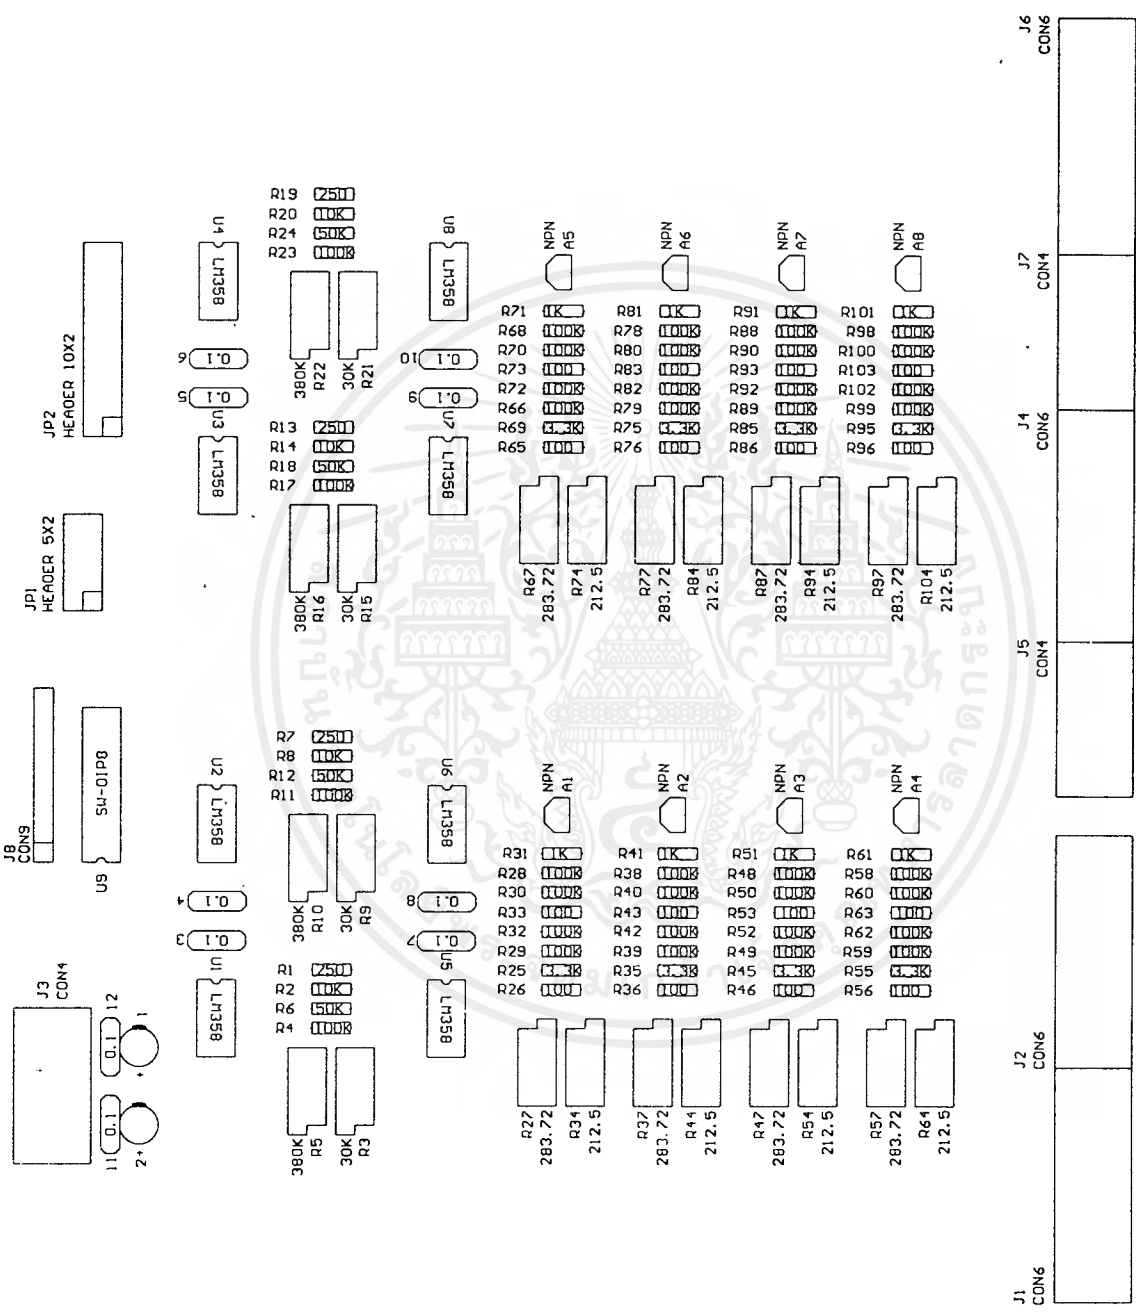 J6
CON6
J7
CON4
J4
CON6
J5
CON4
J2
CON6
J1
CON6
JP2
HEADER 10X2
JP1
HEADER 5X2
J8
CON9
U9
SW-DIP8
J3
CON4
0.1
12
1
+
0.1
11
2+
U4
LM358
6
0.1
5
0.1
U3
LM358
U2
LM358
4
0.1
3
0.1
U1
LM358
R19 250
R20 10K
R24 50K
R23 100K
380K
R22
30K
R21
R13 250
R14 10K
R18 50K
R17 100K
380K
R16
30K
R15
R7 250
R8 10K
R12 50K
R11 100K
380K
R10
30K
R9
R1 250
R2 10K
R6 50K
R4 100K
380K
R5
30K
R3
U8
LM358
10
0.1
9
0.1
U7
LM358
U6
LM358
8
0.1
7
0.1
U5
LM358
NPN
A5
R71 1K
R68 100K
R70 100K
R73 100
R72 100K
R66 100K
R69 3.3K
R65 100
R67
283.72
R74
212.5
NPN
A6
R81 1K
R78 100K
R80 100K
R83 100
R82 100K
R79 100K
R75 3.3K
R76 100
R77
283.72
R84
212.5
NPN
A7
R91 1K
R88 100K
R90 100K
R93 100
R92 100K
R89 100K
R85 3.3K
R86 100
R87
283.72
R94
212.5
NPN
A8
R101 1K
R98 100K
R100 100K
R103 100
R102 100K
R99 100K
R95 3.3K
R96 100
R97
283.72
R104
212.5
NPN
A1
R31 1K
R28 100K
R30 100K
R33 100
R32 100K
R29 100K
R25 3.3K
R26 100
R27
283.72
R34
212.5
NPN
A2
R41 1K
R38 100K
R40 100K
R43 100
R42 100K
R39 100K
R35 3.3K
R36 100
R37
283.72
R44
212.5
NPN
A3
R51 1K
R48 100K
R50 100K
R53 100
R52 100K
R49 100K
R45 3.3K
R46 100
R47
283.72
R54
212.5
NPN
A4
R61 1K
R58 100K
R60 100K
R63 100
R62 100K
R59 100K
R55 3.3K
R56 100
R57
283.72
R64
212.5